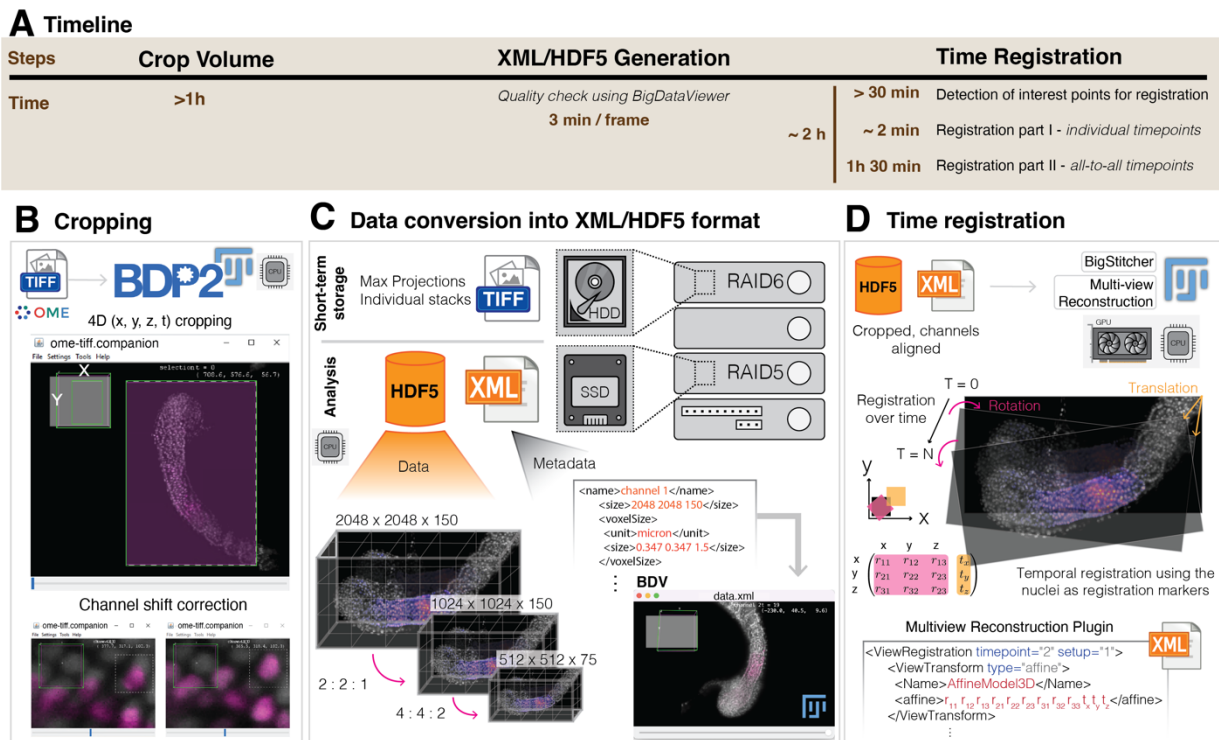 A Timeline
Steps
Crop Volume
XML/HDF5 Generation
Time Registration
Time
>1h
Quality check using BigDataViewer
3 min / frame
~ 2 h
> 30 min Detection of interest points for registration
~ 2 min Registration part I - individual timepoints
1h 30 min Registration part II - all-to-all timepoints
B Cropping
TIFF
BDP2
CPU
OME
4D (x, y, z, t) cropping
ome-tiff.companion
File Settings Tools Help
X
Y
Channel shift correction
ome-tiff.companion
File Settings Tools Help
ome-tiff.companion
File Settings Tools Help
C Data conversion into XML/HDF5 format
Short-term
storage
Max Projections
Individual stacks
TIFF
HDD
RAID6
Analysis
HDF5
XML
SSD
RAID5
CPU
Data
Metadata
2048 x 2048 x 150
1024 x 1024 x 150
512 x 512 x 75
2 : 2 : 1
4 : 4 : 2
<name>channel 1</name>
<size>2048 2048 150</size>
<voxelSize>
<unit>micron</unit>
<size>0.347 0.347 1.5</size>
</voxelSize>
⋮
BDV
data.xml
D Time registration
HDF5
XML
BigStitcher
Multi-view
Reconstruction
Cropped, channels
aligned
GPU
CPU
T = 0
Registration
over time
T = N
Rotation
Translation
y
x
x y z
x r11 r12 r13 tx
y r21 r22 r23 ty
z r31 r32 r23 tz
Temporal registration using the
nuclei as registration markers
Multiview Reconstruction Plugin
XML
<ViewRegistration timepoint="2" setup="1">
<ViewTransform type="affine">
<Name>AffineModel3D</Name>
<affine>r11 r12 r13 r21 r22 r23 r31 r32 r33 tx ty tz</affine>
</ViewTransform>
⋮